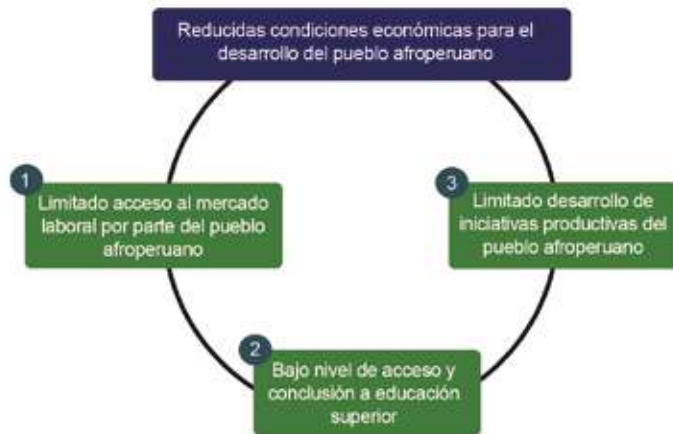 Reducidas condiciones económicas para el
desarrollo del pueblo afroperuano
1
Limitado acceso al mercado
laboral por parte del pueblo
afroperuano
3
Limitado desarrollo de
iniciativas productivas del
pueblo afroperuano
2
Bajo nivel de acceso y
conclusión a educación
superior